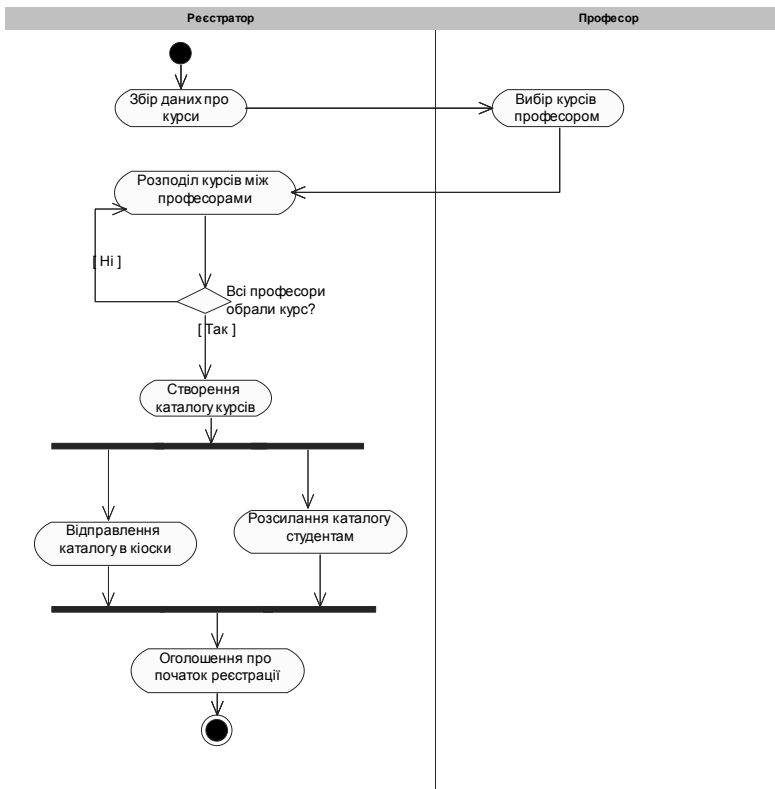 Реєстратор
Професор
Збір даних про
курси
Вибір курсів
професором
Розподіл курсів між
професорами
[ Ні ]
Всі професори
обрали курс?
[ Так ]
Створення
каталогу курсів
Відправлення
каталогу в кіоски
Розсилання каталогу
студентам
Оголошення про
початок реєстрації